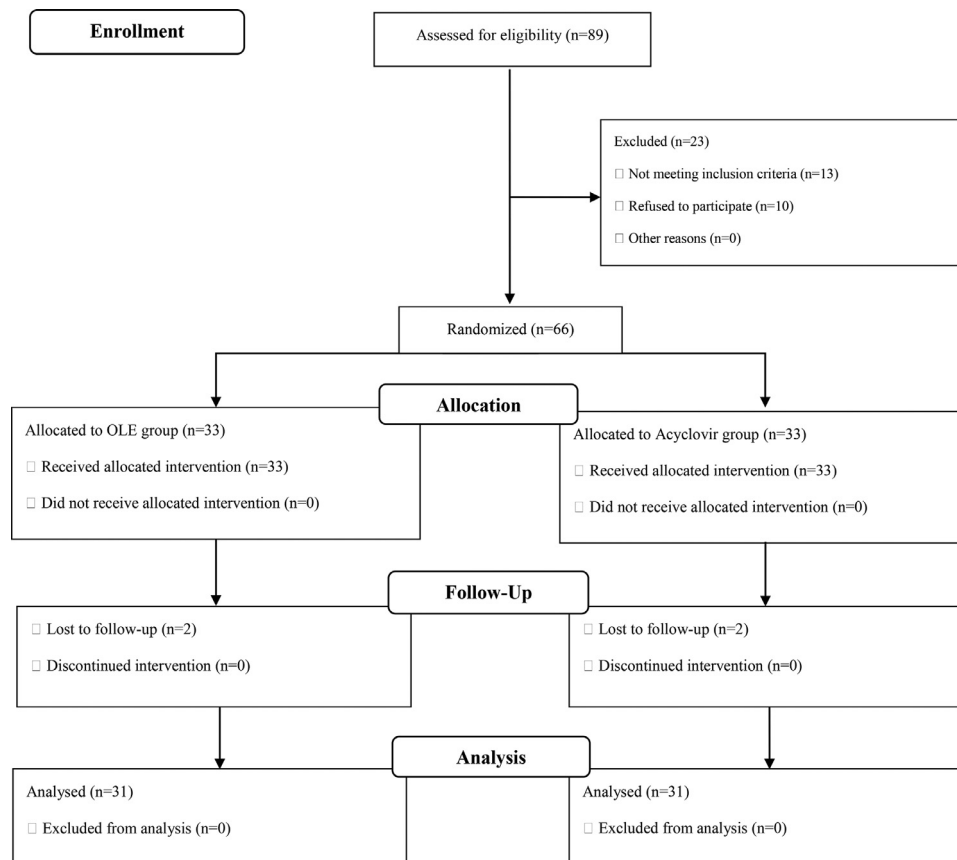 Enrollment
Assessed for eligibility (n=89)
Excluded (n=23)
□ Not meeting inclusion criteria (n=13)
□ Refused to participate (n=10)
□ Other reasons (n=0)
Randomized (n=66)
Allocation
Allocated to OLE group (n=33)
□ Received allocated intervention (n=33)
□ Did not receive allocated intervention (n=0)
Allocated to Acyclovir group (n=33)
□ Received allocated intervention (n=33)
□ Did not receive allocated intervention (n=0)
Follow-Up
□ Lost to follow-up (n=2)
□ Discontinued intervention (n=0)
□ Lost to follow-up (n=2)
□ Discontinued intervention (n=0)
Analysis
Analysed (n=31)
□ Excluded from analysis (n=0)
Analysed (n=31)
□ Excluded from analysis (n=0)